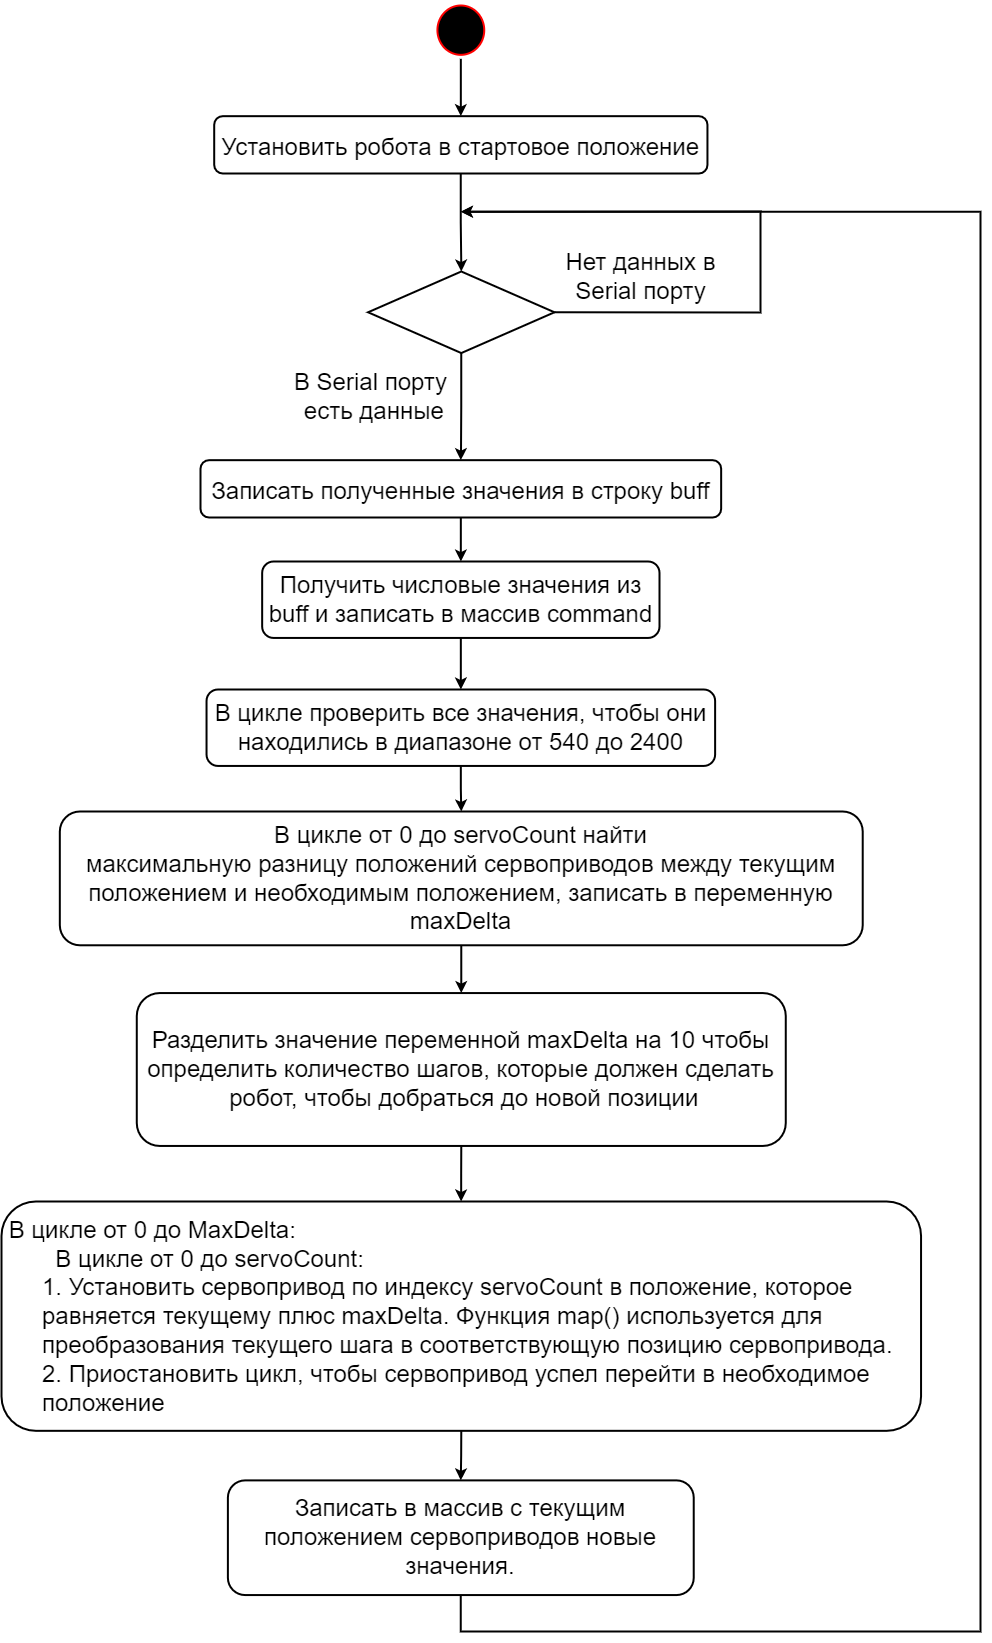 Установить робота в стартовое положение
Нет данных в
Serial порту
В Serial порту
есть данные
Записать полученные значения в строку buff
Получить числовые значения из
buff и записать в массив command
В цикле проверить все значения, чтобы они
находились в диапазоне от 540 до 2400
В цикле от 0 до servoCount найти
максимальную разницу положений сервоприводов между текущим
положением и необходимым положением, записать в переменную
maxDelta
Разделить значение переменной maxDelta на 10 чтобы
определить количество шагов, которые должен сделать
робот, чтобы добраться до новой позиции
В цикле от 0 до MaxDelta:
В цикле от 0 до servoCount:
1. Установить сервопривод по индексу servoCount в положение, которое
равняется текущему плюс maxDelta. Функция map() используется для
преобразования текущего шага в соответствующую позицию сервопривода.
2. Приостановить цикл, чтобы сервопривод успел перейти в необходимое
положение
Записать в массив с текущим
положением сервоприводов новые
значения.